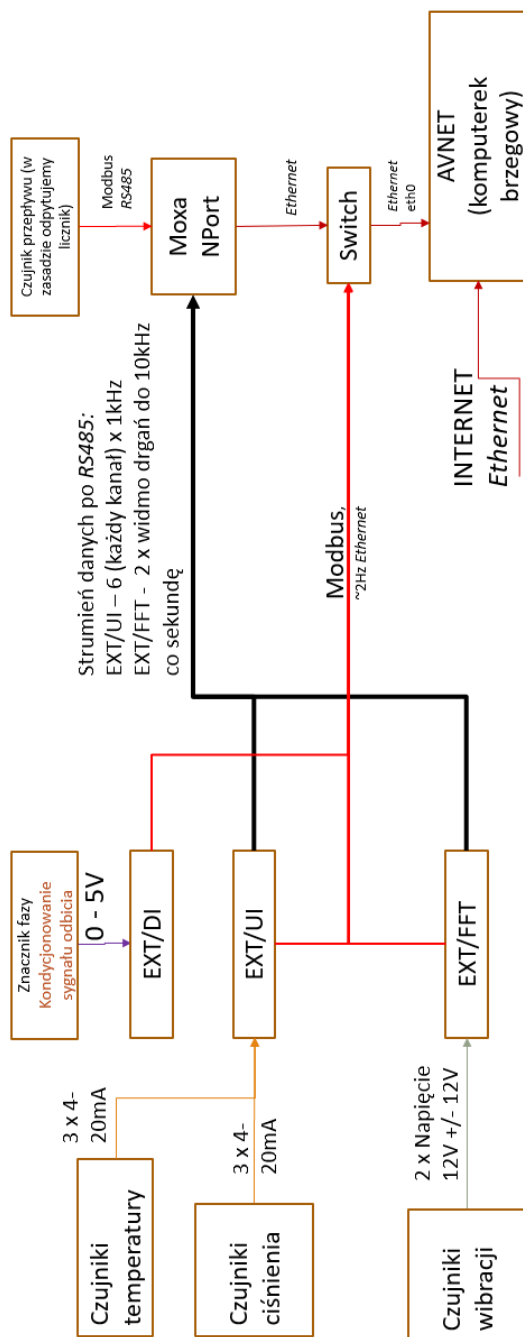 Czujniki
temperatury
3 x 4-
20mA
Czujniki
ciśnienia
3 x 4-
20mA
Czujniki
wibracji
2 x Napięcie
12V +/- 12V
Znacznik fazy
Kondycjonowanie
sygnału odbicia
0 - 5V
EXT/DI
EXT/UI
EXT/FFT
Strumień danych po RS485:
EXT/UI – 6 (każdy kanał) x 1kHz
EXT/FFT - 2 x widmo drgań do 10kHz
co sekundę
Modbus,
~2Hz Ethernet
Czujnik przepływu (w
zasadzie odpytujemy
licznik)
Modbus
RS485
Moxa
NPort
Ethernet
Switch
Ethernet
eth0
AVNET
(komputerek
brzegowy)
INTERNET
Ethernet